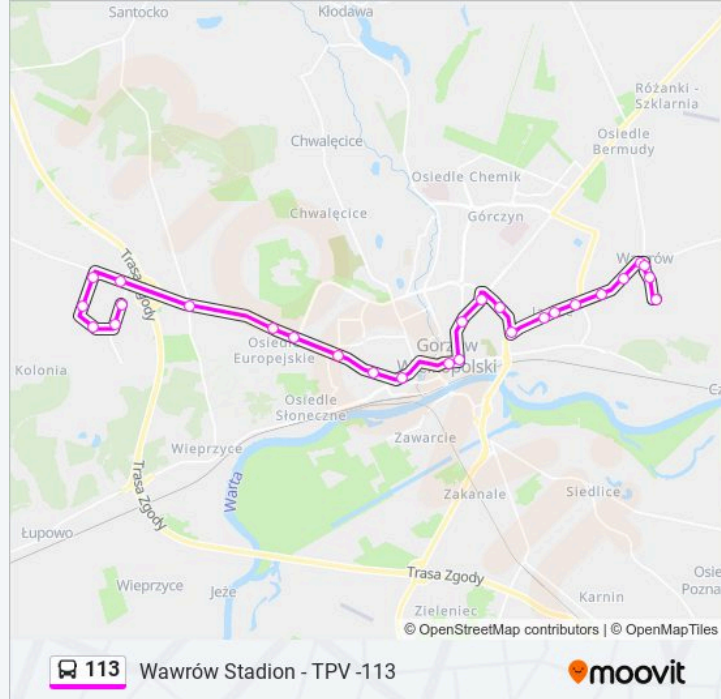 Santocko
Kłodawa
Różanki -
Szklarnia
Osiedle
Bermudy
Chwalęcice
Osiedle Chemik
Górczyn
Chwalęcice
Wawrów
Trasa Zgody
Osiedle
Europejskie
Gorzów
Wielkopolski
Kolonia
Osiedle
Słoneczne
Zawarcie
Wieprzyce
Warta
Zakanale
Siedlice
Trasa Zgody
Łupowo
Trasa Zgody
Wieprzyce
Jeże
Karnin
Zieleniec
© OpenStreetMap contributors | © OpenMapTiles
113 Wawrów Stadion - TPV -113
moovit